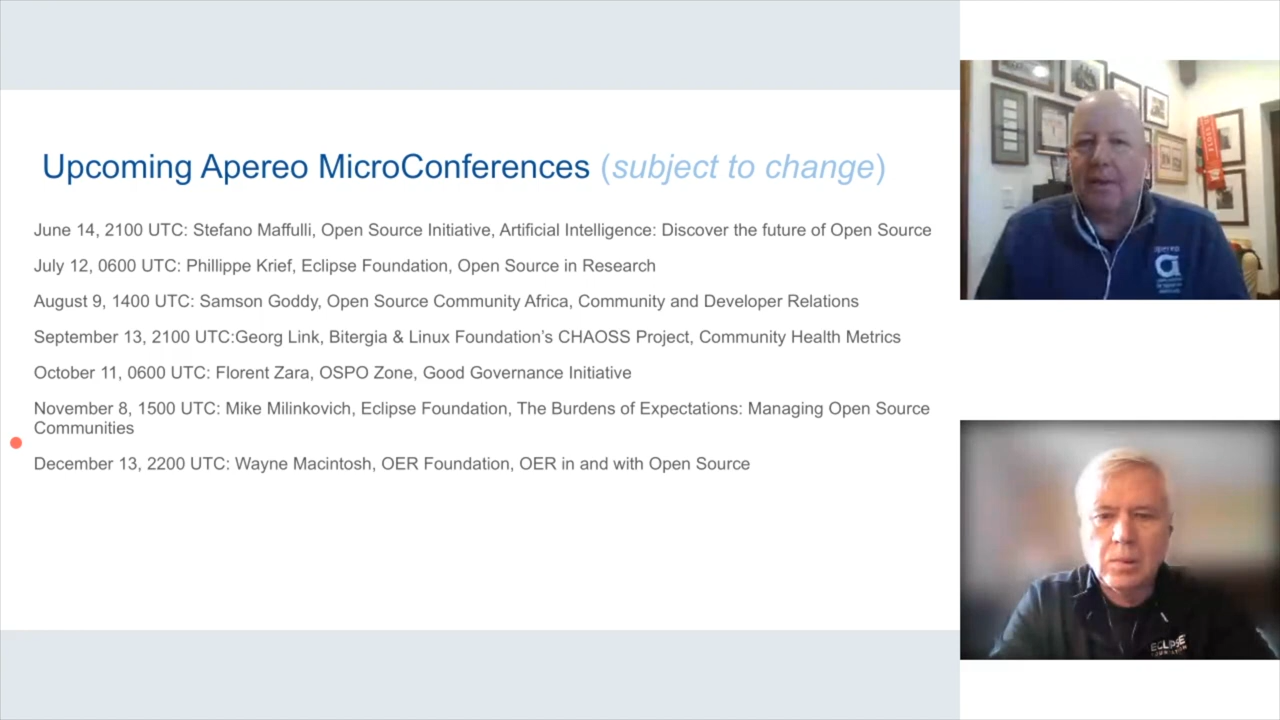 Upcoming Apereo MicroConferences (subject to change)
June 14, 2100 UTC: Stefano Maffulli, Open Source Initiative, Artificial Intelligence: Discover the future of Open Source
July 12, 0600 UTC: Phillippe Krief, Eclipse Foundation, Open Source in Research
August 9, 1400 UTC: Samson Goddy, Open Source Community Africa, Community and Developer Relations
September 13, 2100 UTC:Georg Link, Bitergia & Linux Foundation’s CHAOSS Project, Community Health Metrics
October 11, 0600 UTC: Florent Zara, OSPO Zone, Good Governance Initiative
November 8, 1500 UTC: Mike Milinkovich, Eclipse Foundation, The Burdens of Expectations: Managing Open Source
Communities
December 13, 2200 UTC: Wayne Macintosh, OER Foundation, OER in and with Open Source
apereo
ECLIPSE